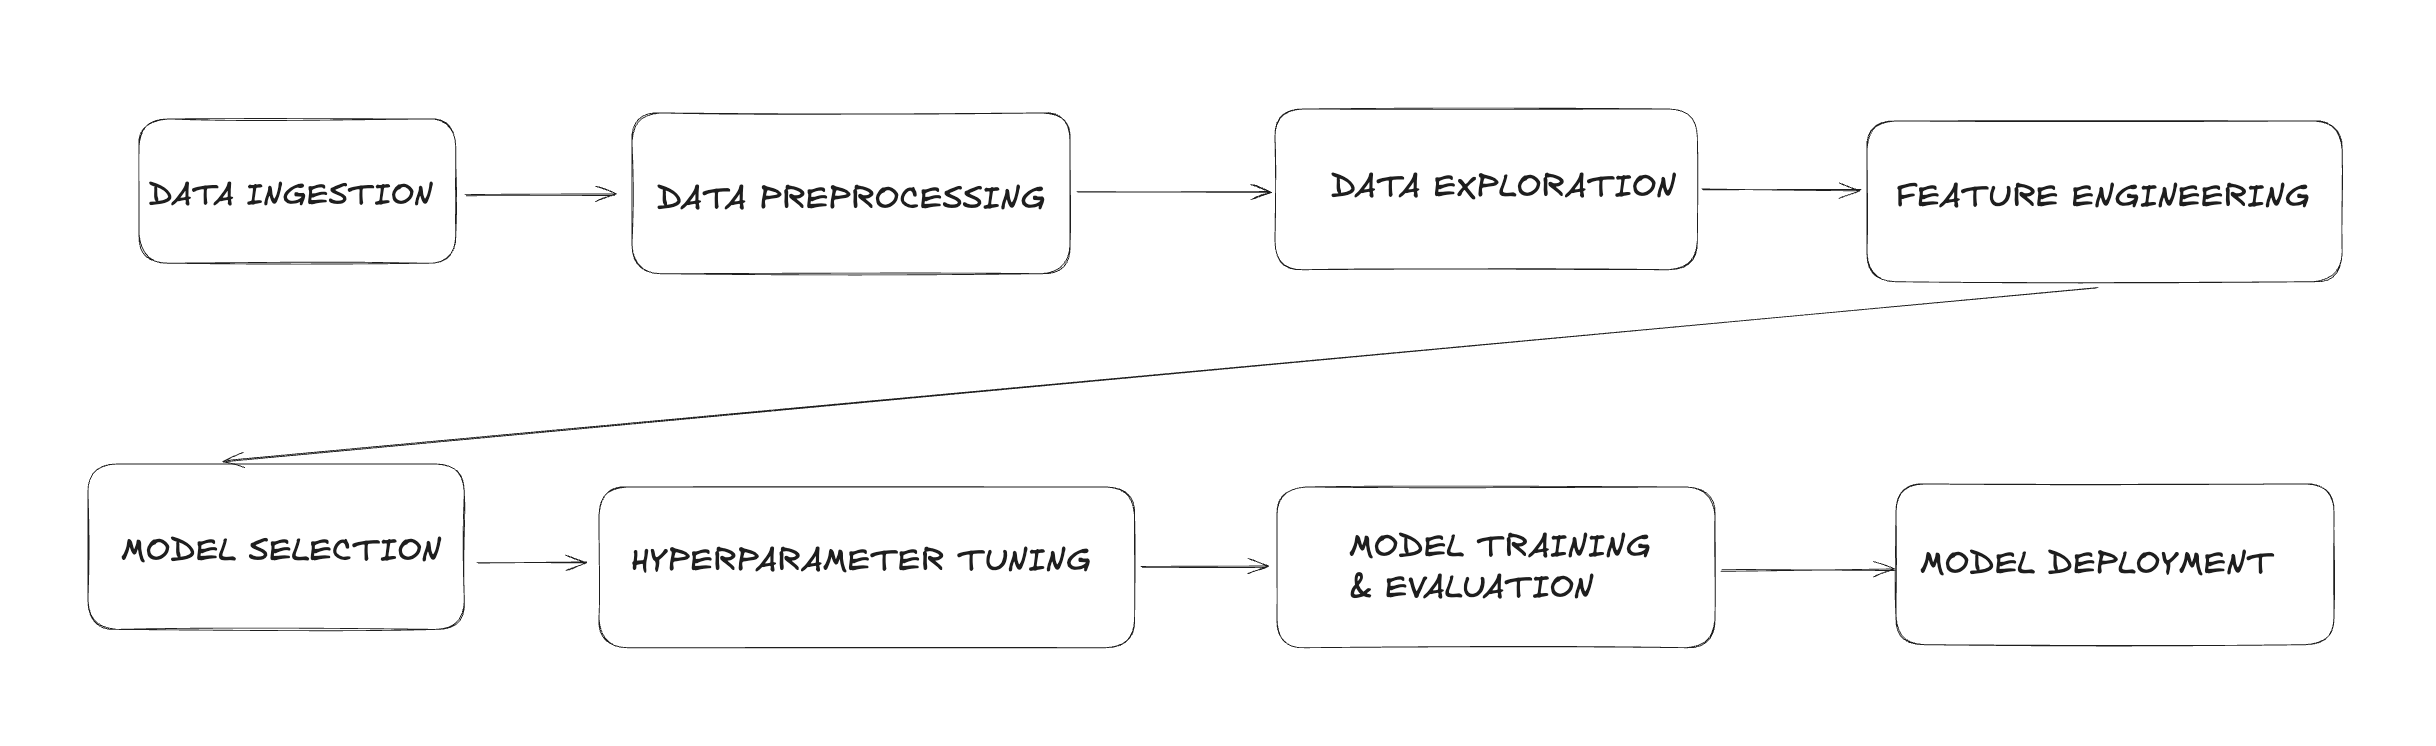 DATA INGESTION
DATA PREPROCESSING
DATA EXPLORATION
FEATURE ENGINEERING
MODEL SELECTION
HYPERPARAMETER TUNING
MODEL TRAINING
& EVALUATION
MODEL DEPLOYMENT